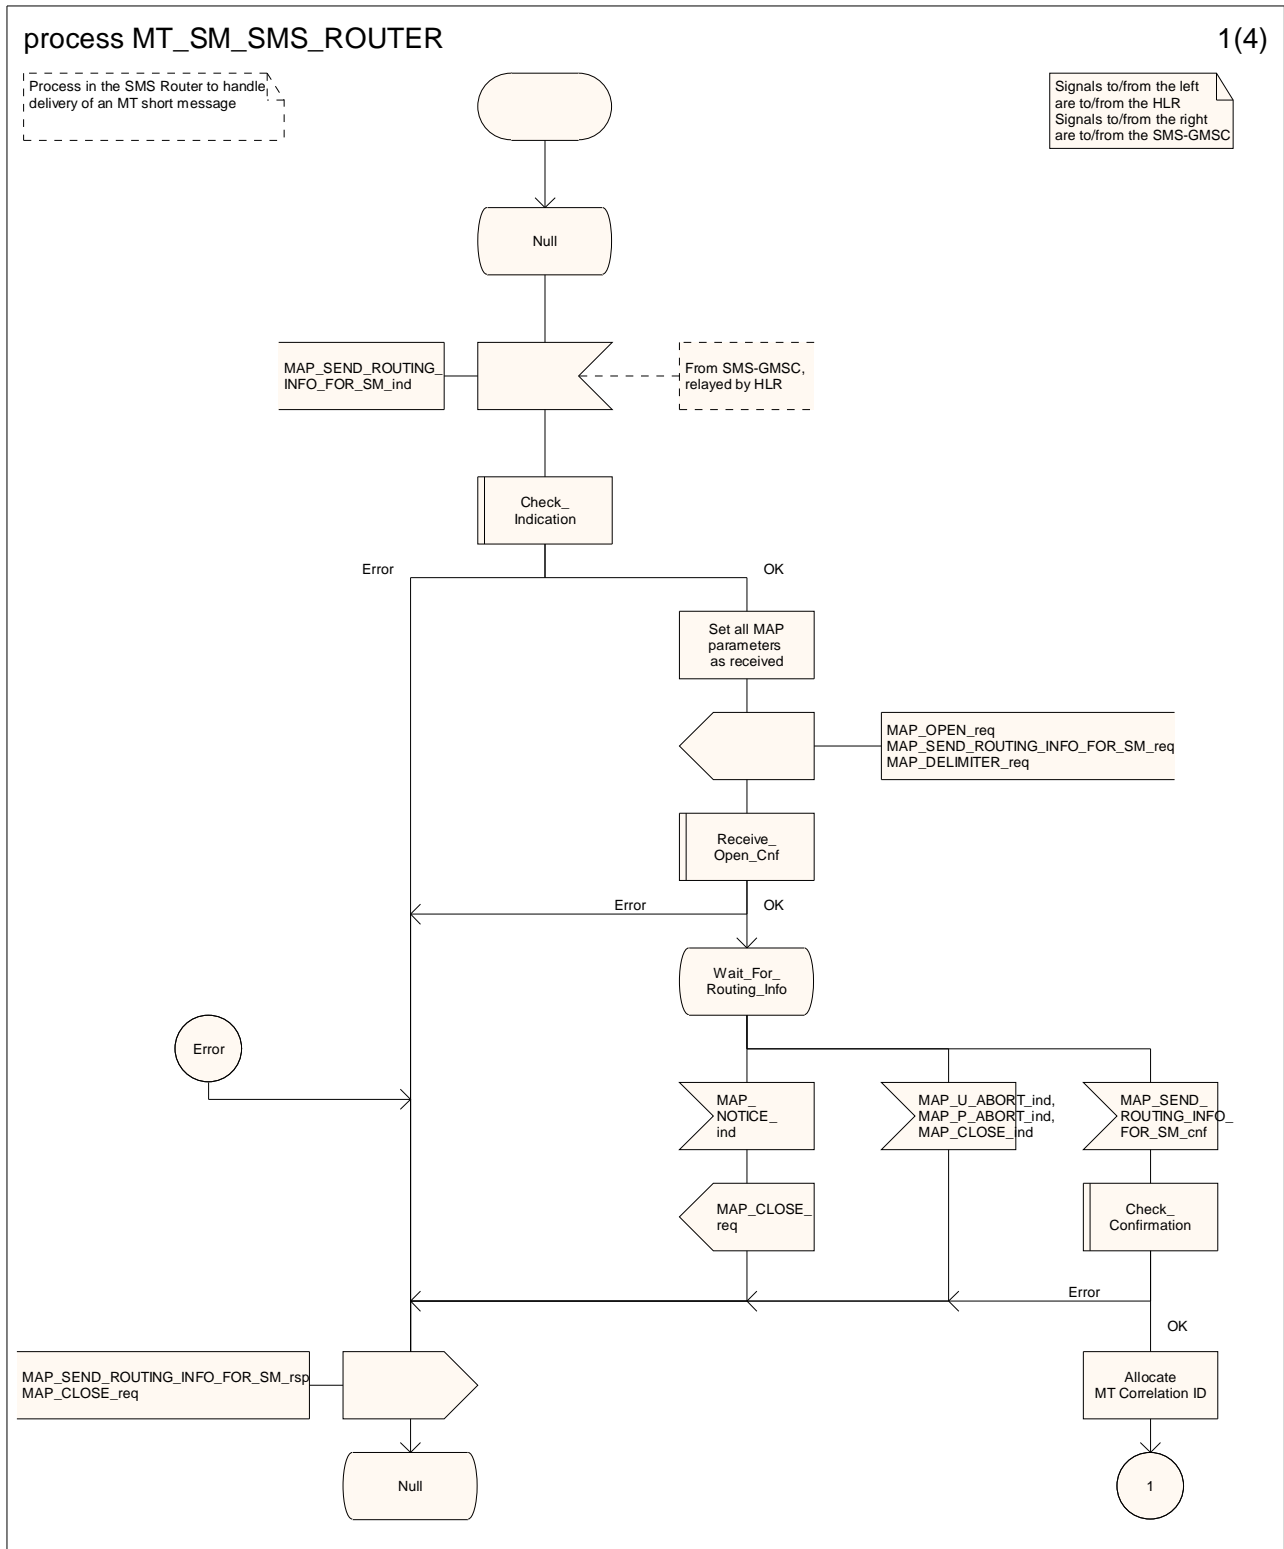 process MT_SM_SMS_ROUTER
1(4)
Process in the SMS Router to handle
delivery of an MT short message
Signals to/from the left
are to/from the HLR
Signals to/from the right
are to/from the SMS-GMSC
Null
MAP_SEND_ROUTING_
INFO_FOR_SM_ind
From SMS-GMSC,
relayed by HLR
Check_
Indication
Error
OK
Set all MAP
parameters
as received
MAP_OPEN_req
MAP_SEND_ROUTING_INFO_FOR_SM_req
MAP_DELIMITER_req
Receive_
Open_Cnf
Error
OK
Wait_For_
Routing_Info
Error
MAP_
NOTICE_
ind
MAP_U_ABORT_ind,
MAP_P_ABORT_ind,
MAP_CLOSE_ind
MAP_SEND_
ROUTING_INFO_
FOR_SM_cnf
MAP_CLOSE_
req
Check_
Confirmation
Error
OK
MAP_SEND_ROUTING_INFO_FOR_SM_rsp
MAP_CLOSE_req
Allocate
MT Correlation ID
Null
1